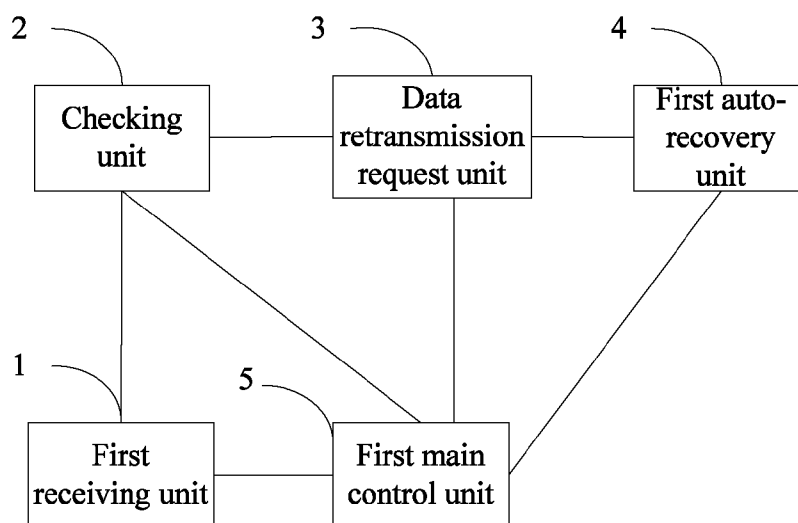 2
3
4
Checking
unit
Data
retransmission
request unit
First auto-
recovery
unit
1
5
First
receiving unit
First main
control unit